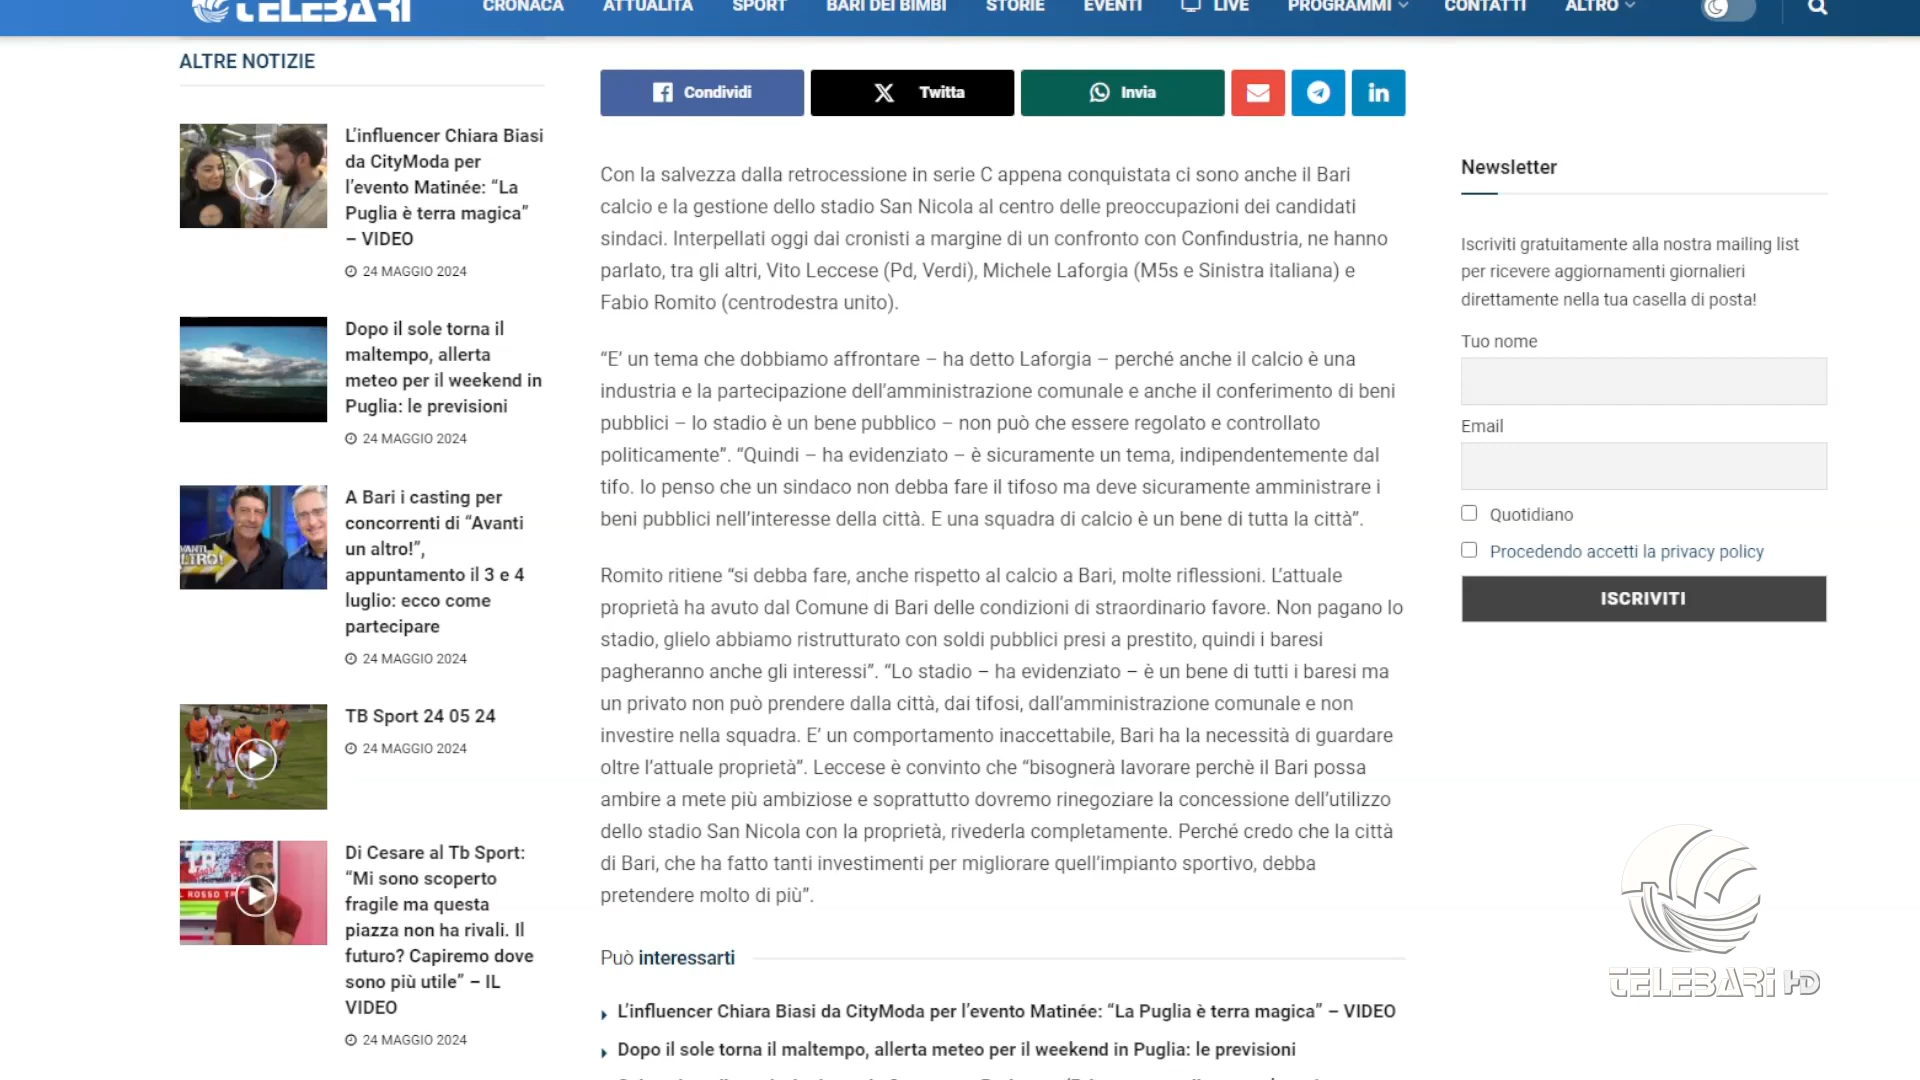 TELEBARI
CRONACA ATTUALITÀ SPORT BARI DEI BIMBI STORIE EVENTI LIVE PROGRAMMI CONTATTI ALTRO
ALTRE NOTIZIE
L'influencer Chiara Biasi
da CityModa per
l'evento Matinée: “La
Puglia è terra magica”
– VIDEO
24 MAGGIO 2024
Dopo il sole torna il
maltempo, allerta
meteo per il weekend in
Puglia: le previsioni
24 MAGGIO 2024
AVANTI
ALTRO!
A Bari i casting per
concorrenti di “Avanti
un altro!”,
appuntamento il 3 e 4
luglio: ecco come
partecipare
24 MAGGIO 2024
TB Sport 24 05 24
24 MAGGIO 2024
Di Cesare al Tb Sport:
“Mi sono scoperto
fragile ma questa
piazza non ha rivali. Il
futuro? Capiremo dove
sono più utile” – IL
VIDEO
24 MAGGIO 2024
Condividi Twitta Invia
Con la salvezza dalla retrocessione in serie C appena conquistata ci sono anche il Bari
calcio e la gestione dello stadio San Nicola al centro delle preoccupazioni dei candidati
sindaci. Interpellati oggi dai cronisti a margine di un confronto con Confindustria, ne hanno
parlato, tra gli altri, Vito Leccese (Pd, Verdi), Michele Laforgia (M5s e Sinistra italiana) e
Fabio Romito (centrodestra unito).
“E’ un tema che dobbiamo affrontare – ha detto Laforgia – perché anche il calcio è una
industria e la partecipazione dell’amministrazione comunale e anche il conferimento di beni
pubblici – lo stadio è un bene pubblico – non può che essere regolato e controllato
politicamente”. “Quindi – ha evidenziato – è sicuramente un tema, indipendentemente dal
tifo. Io penso che un sindaco non debba fare il tifoso ma deve sicuramente amministrare i
beni pubblici nell’interesse della città. E una squadra di calcio è un bene di tutta la città”.
Romito ritiene “si debba fare, anche rispetto al calcio a Bari, molte riflessioni. L’attuale
proprietà ha avuto dal Comune di Bari delle condizioni di straordinario favore. Non pagano lo
stadio, glielo abbiamo ristrutturato con soldi pubblici presi a prestito, quindi i baresi
pagheranno anche gli interessi”. “Lo stadio – ha evidenziato – è un bene di tutti i baresi ma
un privato non può prendere dalla città, dai tifosi, dall’amministrazione comunale e non
investire nella squadra. E’ un comportamento inaccettabile, Bari ha la necessità di guardare
oltre l’attuale proprietà”. Leccese è convinto che “bisognerà lavorare perchè il Bari possa
ambire a mete più ambiziose e soprattutto dovremo rinegoziare la concessione dell’utilizzo
dello stadio San Nicola con la proprietà, rivederla completamente. Perché credo che la città
di Bari, che ha fatto tanti investimenti per migliorare quell’impianto sportivo, debba
pretendere molto di più”.
Può interessarti
L’influencer Chiara Biasi da CityModa per l’evento Matinée: “La Puglia è terra magica” – VIDEO
Dopo il sole torna il maltempo, allerta meteo per il weekend in Puglia: le previsioni
Newsletter
Iscriviti gratuitamente alla nostra mailing list
per ricevere aggiornamenti giornalieri
direttamente nella tua casella di posta!
Tuo nome
Email
Quotidiano
Procedendo accetti la privacy policy
ISCRIVITI
TELEBARI HD